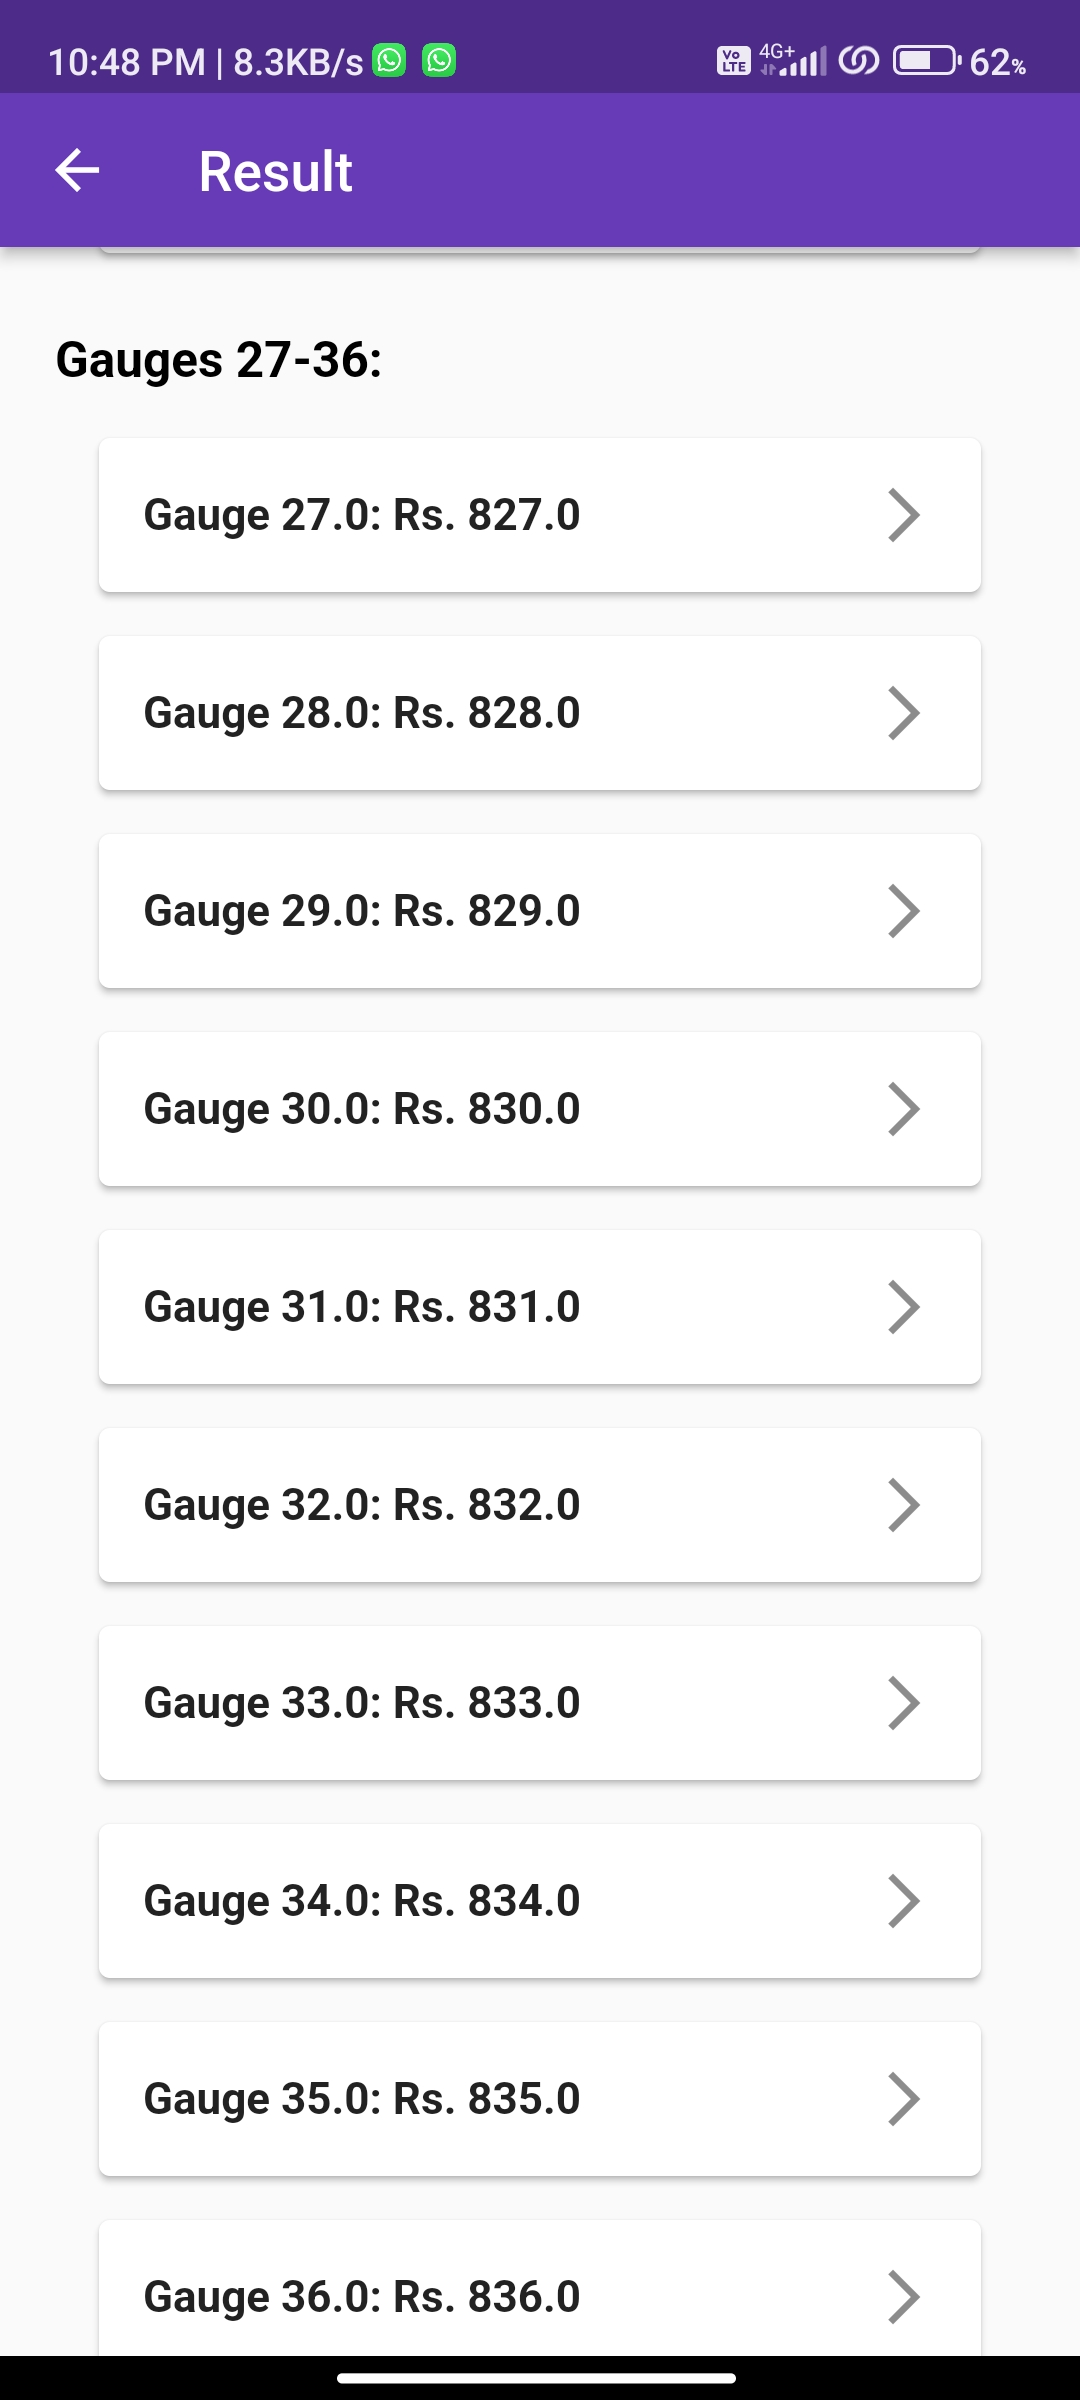 10:48 PM | 8.3KB/s Vo LTE 4G+ 62%
Result
Gauges 27-36:
Gauge 27.0: Rs. 827.0
Gauge 28.0: Rs. 828.0
Gauge 29.0: Rs. 829.0
Gauge 30.0: Rs. 830.0
Gauge 31.0: Rs. 831.0
Gauge 32.0: Rs. 832.0
Gauge 33.0: Rs. 833.0
Gauge 34.0: Rs. 834.0
Gauge 35.0: Rs. 835.0
Gauge 36.0: Rs. 836.0